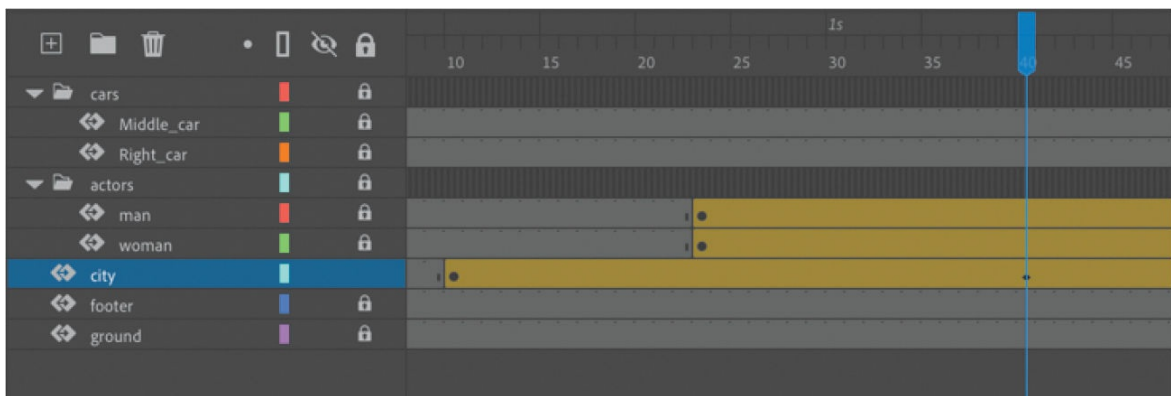 1s
10 15 20 25 30 35 40 45
cars
Middle_car
Right_car
actors
man
woman
city
footer
ground